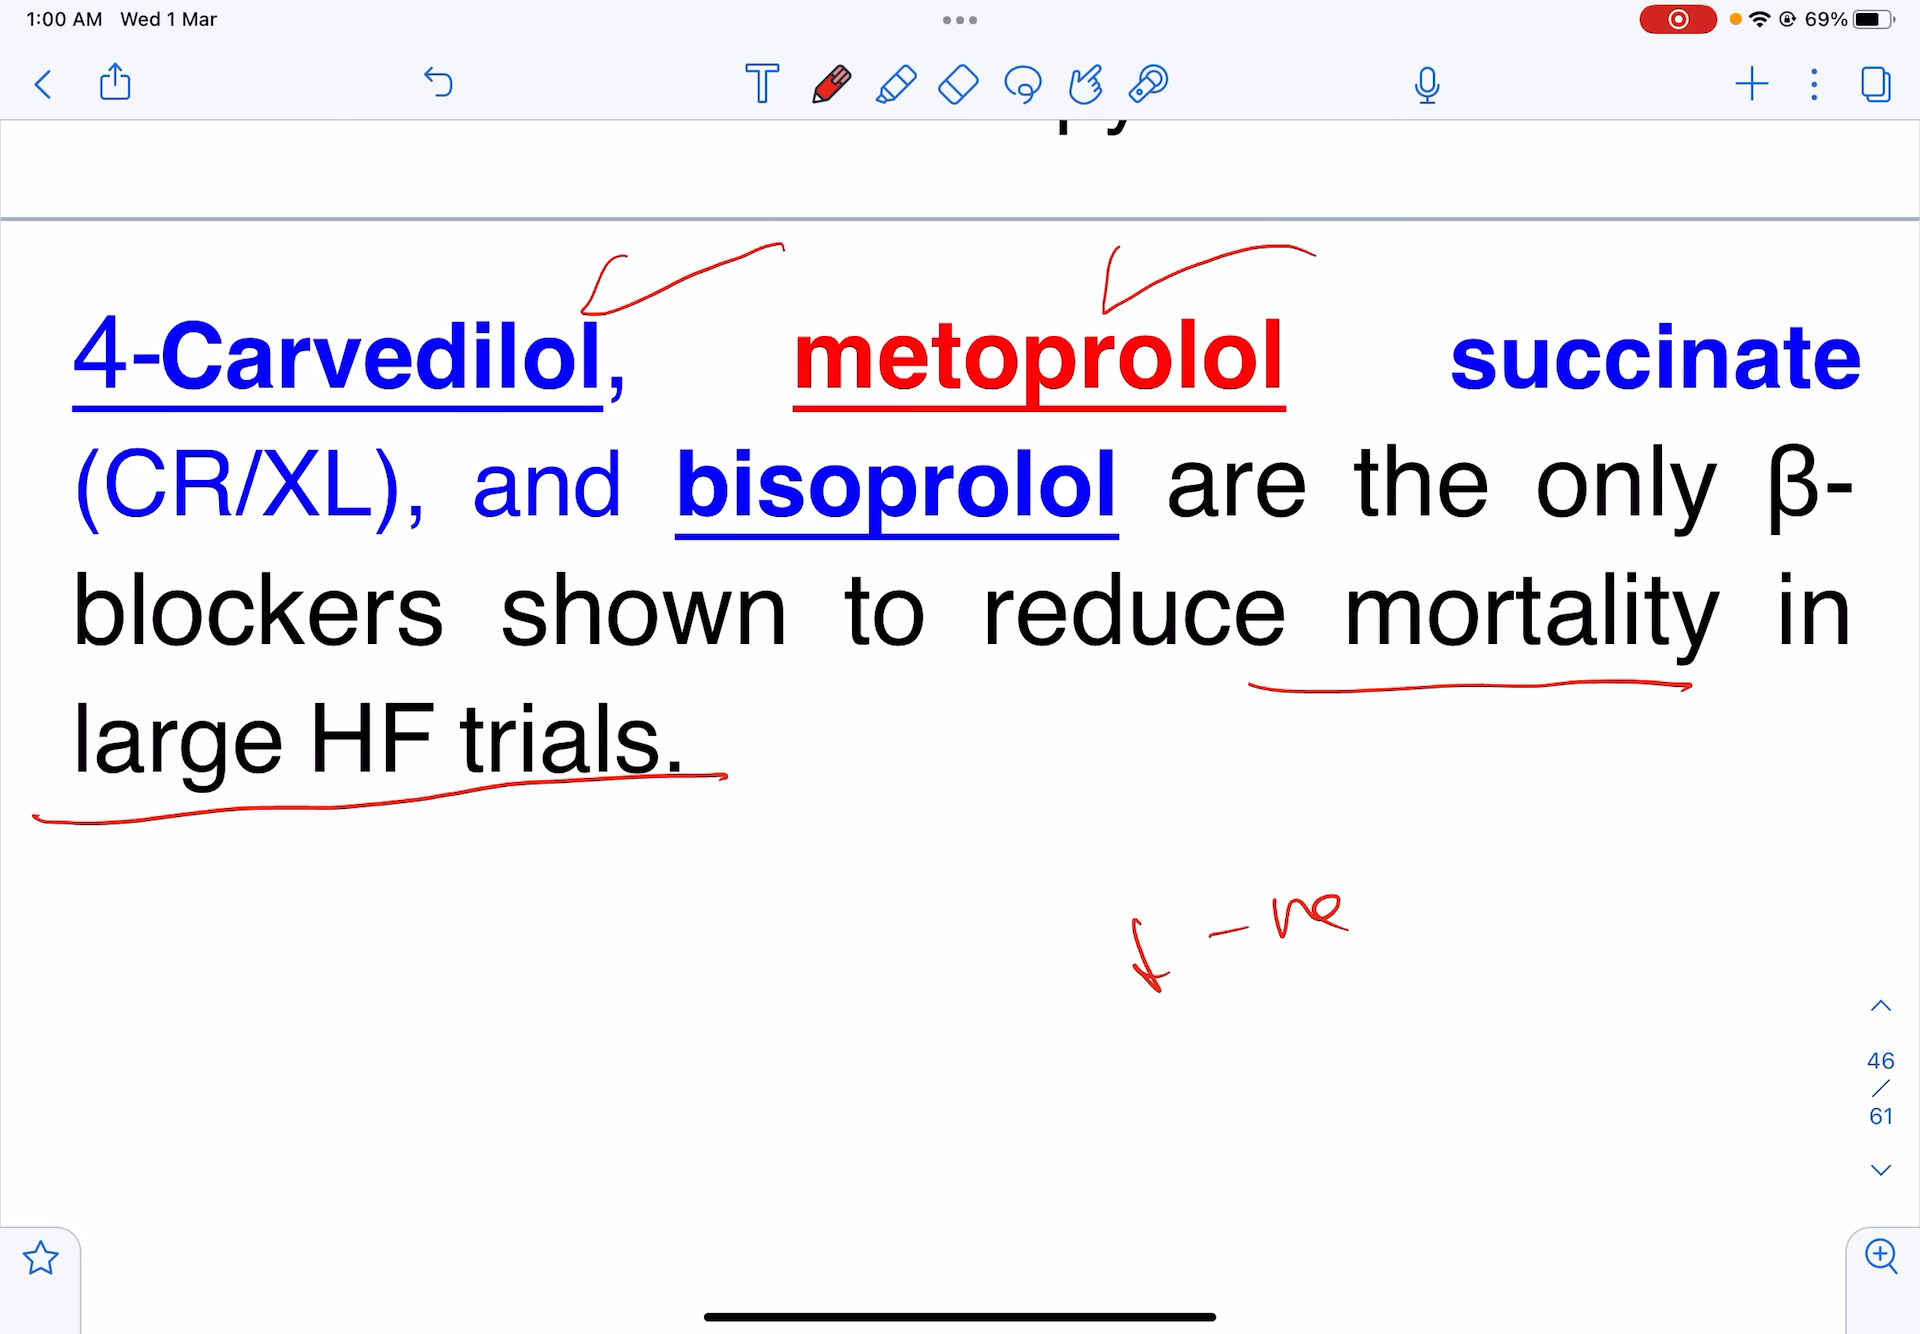 1:00 AM Wed 1 Mar
69%
4-Carvedilol, metoprolol succinate
(CR/XL), and bisoprolol are the only β-
blockers shown to reduce mortality in
large HF trials.
-ve
46
/
61